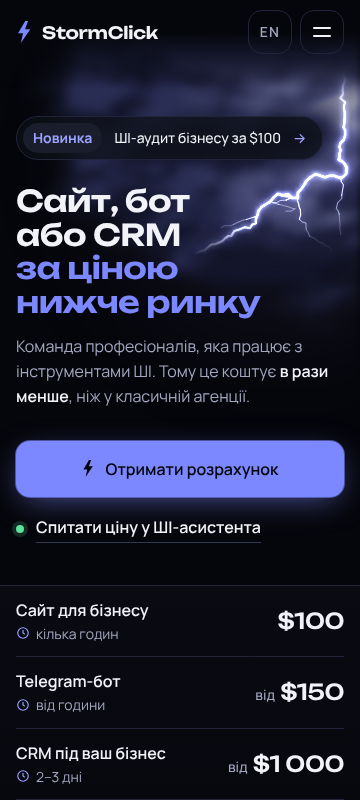 StormClick
EN
Новинка ШІ-аудит бізнесу за $100 →
Сайт, бот
або CRM
за ціною
нижче ринку
Команда професіоналів, яка працює з
інструментами ШІ. Тому це коштує в рази
менше, ніж у класичній агенції.
Отримати розрахунок
Спитати ціну у ШІ-асистента
Сайт для бізнесу
кілька годин
$100
Telegram-бот
від години
від $150
CRM під ваш бізнес
2–3 дні
від $1 000